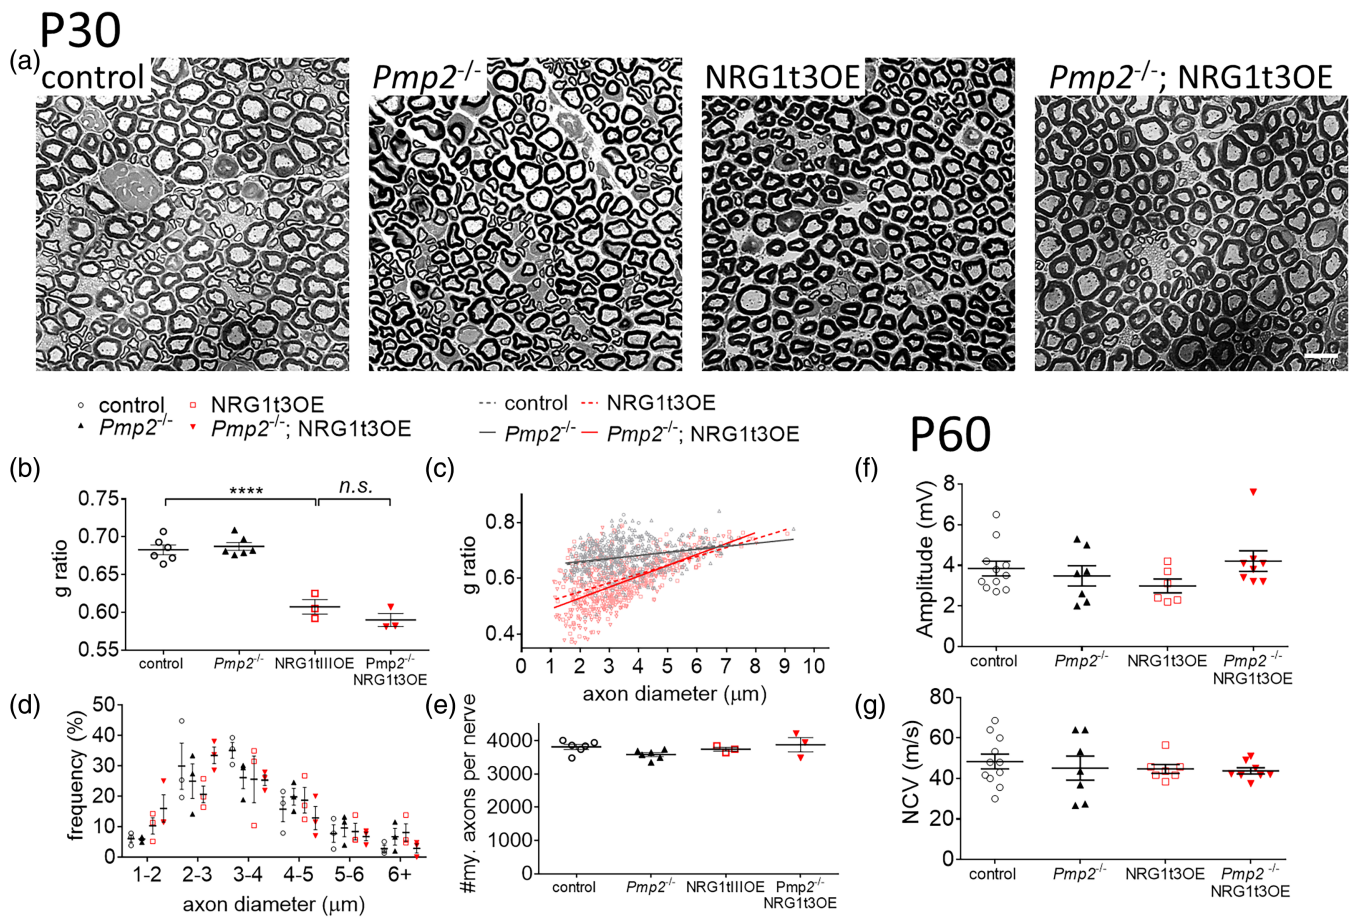 P30
(a)
control
Pmp2-/-
NRG1t3OE
Pmp2-/-; NRG1t3OE
control
NRG1t3OE
Pmp2-/-
Pmp2-/-; NRG1t3OE
control
NRG1t3OE
Pmp2-/-
Pmp2-/-; NRG1t3OE
P60
(b)
g ratio
0.75
0.70
0.65
0.60
0.55
****
n.s.
control
Pmp2-/-
NRG1tIIIOE
Pmp2-/-
NRG1t3OE
(c)
g ratio
0.8
0.6
0.4
0 1 2 3 4 5 6 7 8 9 10
axon diameter (μm)
(f)
Amplitude (mV)
8
6
4
2
0
control
Pmp2-/-
NRG1t3OE
Pmp2 -/-
NRG1t3OE
(d)
frequency (%)
50
40
30
20
10
0
1-2 2-3 3-4 4-5 5-6 6+
axon diameter (μm)
(e)
#my. axons per nerve
4000
3000
2000
1000
0
control
Pmp2-/-
NRG1tIIIOE
Pmp2-/-
NRG1t3OE
(g)
NCV (m/s)
80
60
40
20
0
control
Pmp2-/-
NRG1t3OE
Pmp2 -/-
NRG1t3OE